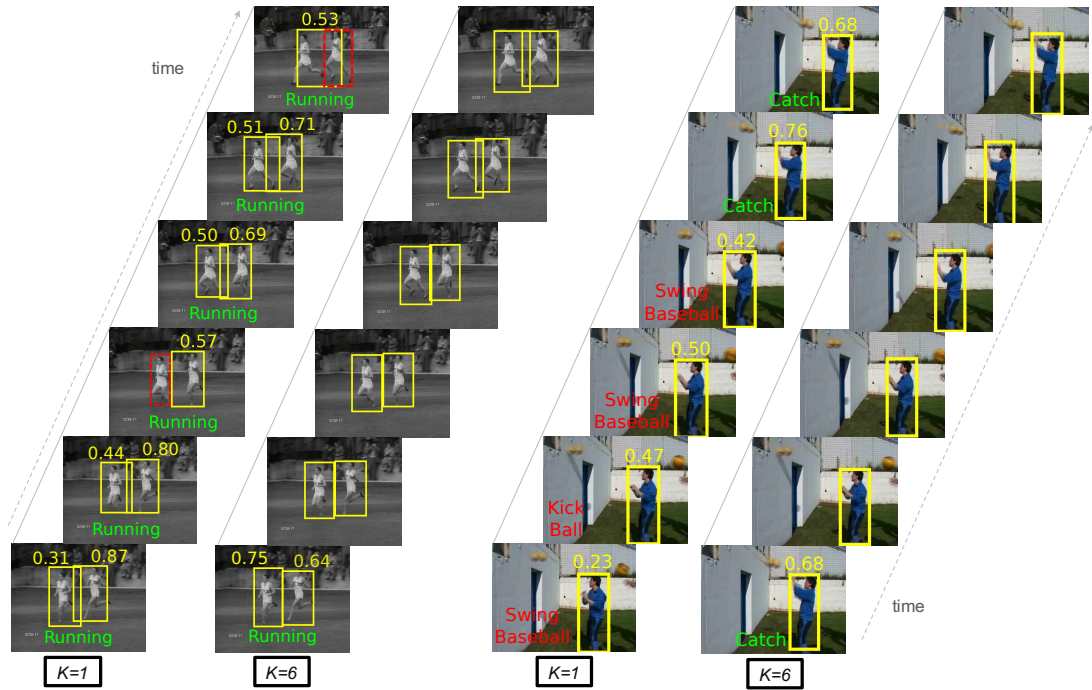 time
0.53
Running
0.51 0.71
Running
0.50 0.69
Running
0.57
Running
0.44 0.80
Running
0.31 0.87
Running
K=1
0.75 0.64
Running
K=6
0.68
Catch
0.76
Catch
0.42
Swing
Baseball
0.50
Swing
Baseball
0.47
Kick
Ball
0.23
Swing
Baseball
K=1
0.68
Catch
K=6
time